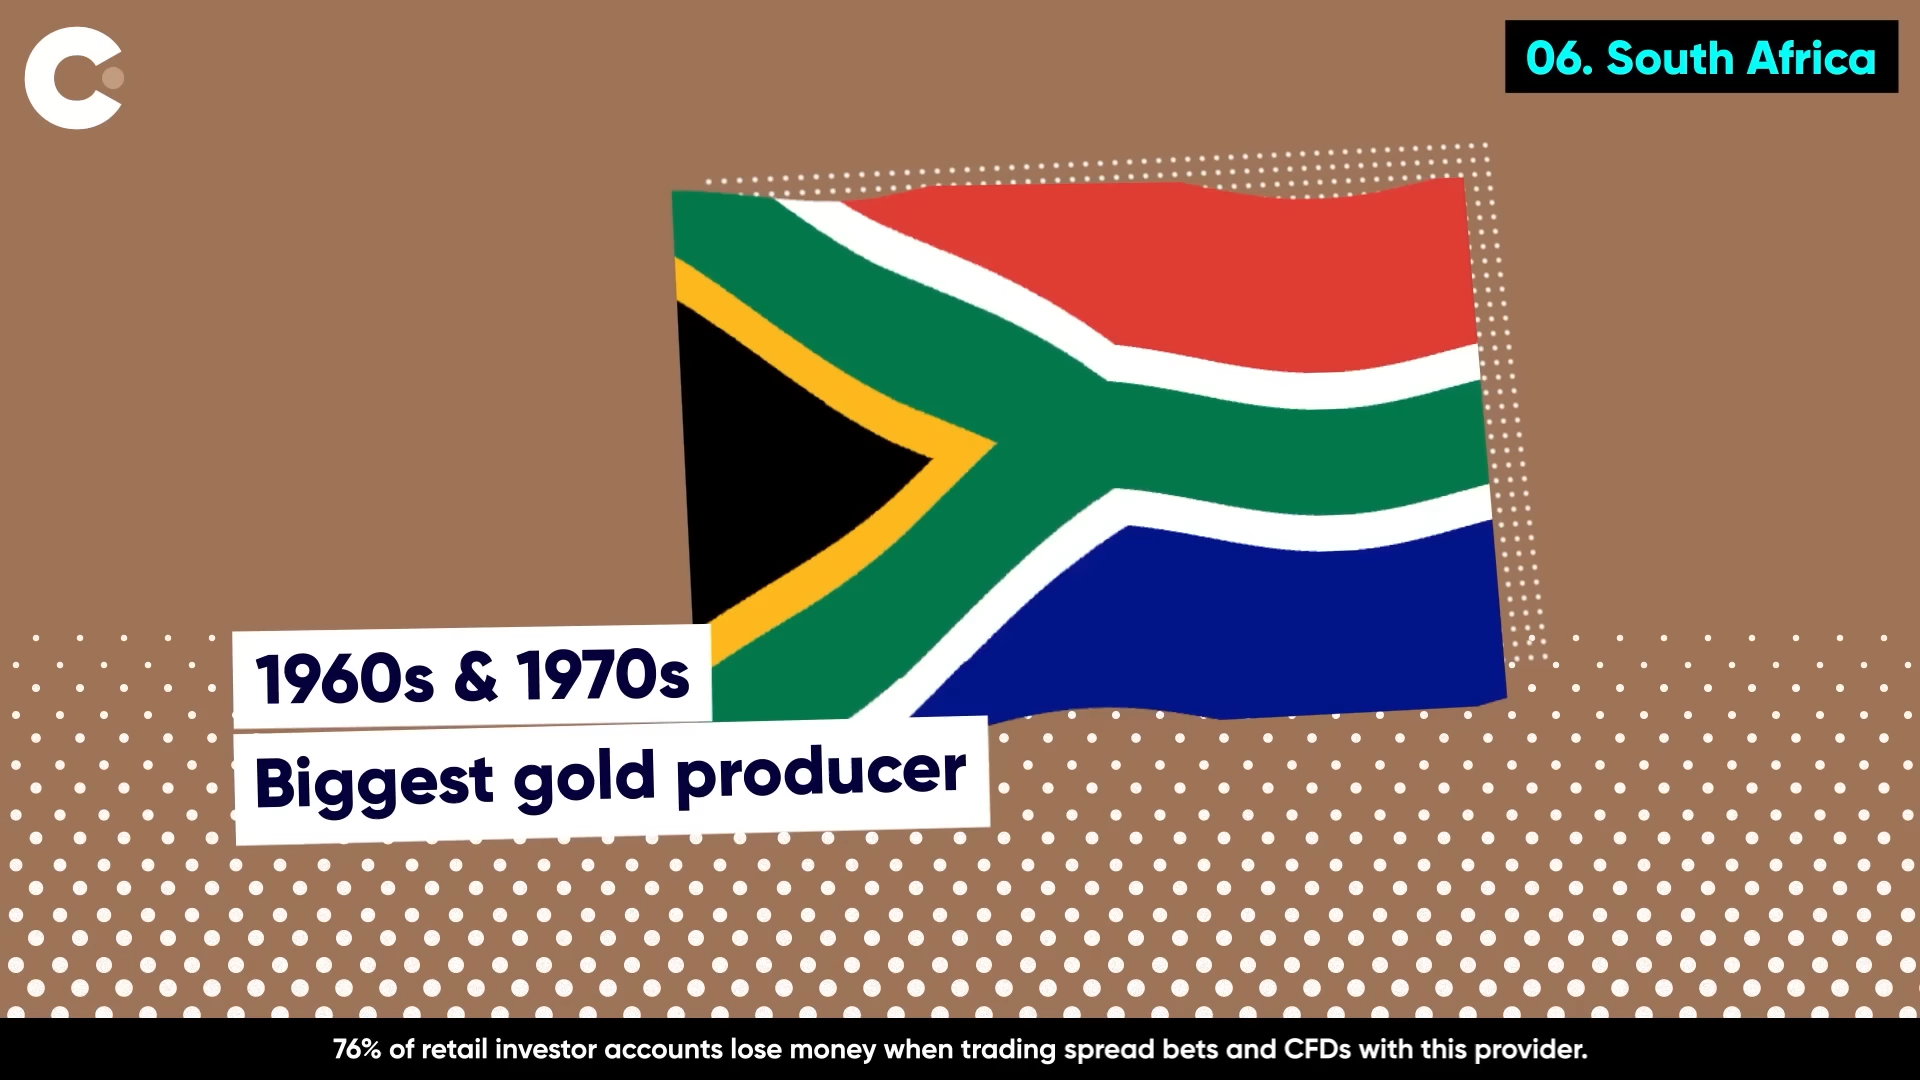 06. South Africa
1960s & 1970s
Biggest gold producer
76% of retail investor accounts lose money when trading spread bets and CFDs with this provider.